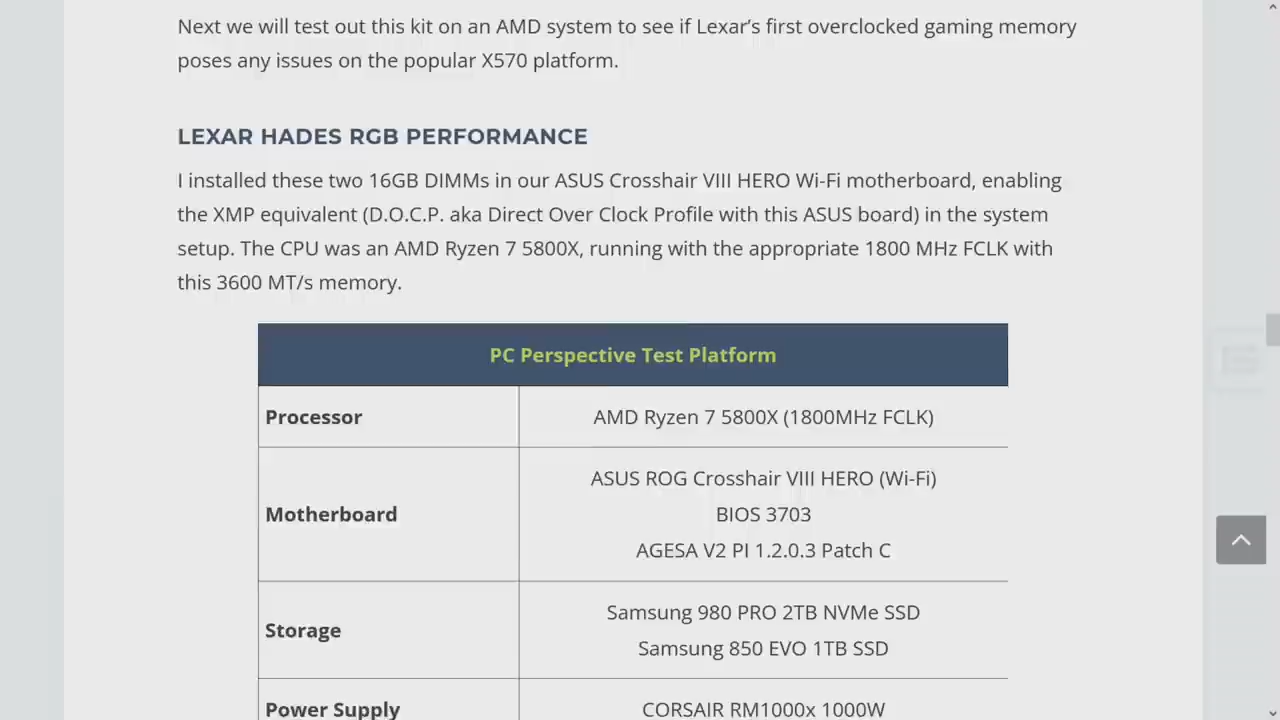 Next we will test out this kit on an AMD system to see if Lexar’s first overclocked gaming memory
poses any issues on the popular X570 platform.
LEXAR HADES RGB PERFORMANCE
I installed these two 16GB DIMMs in our ASUS Crosshair VIII HERO Wi-Fi motherboard, enabling
the XMP equivalent (D.O.C.P. aka Direct Over Clock Profile with this ASUS board) in the system
setup. The CPU was an AMD Ryzen 7 5800X, running with the appropriate 1800 MHz FCLK with
this 3600 MT/s memory.
PC Perspective Test Platform
Processor
AMD Ryzen 7 5800X (1800MHz FCLK)
Motherboard
ASUS ROG Crosshair VIII HERO (Wi-Fi)
BIOS 3703
AGESA V2 PI 1.2.0.3 Patch C
Storage
Samsung 980 PRO 2TB NVMe SSD
Samsung 850 EVO 1TB SSD
Power Supply
CORSAIR RM1000x 1000W